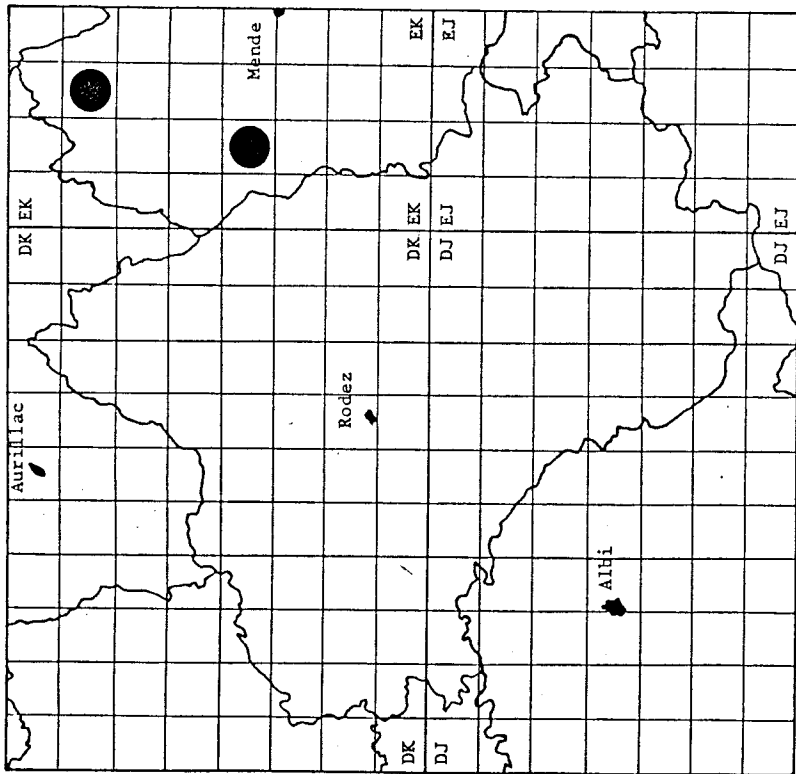 Aurillac
DK EK
Mende
Rodez
DK DK EK EK
DJ DJ EJ EJ
Albi
DJ EJ